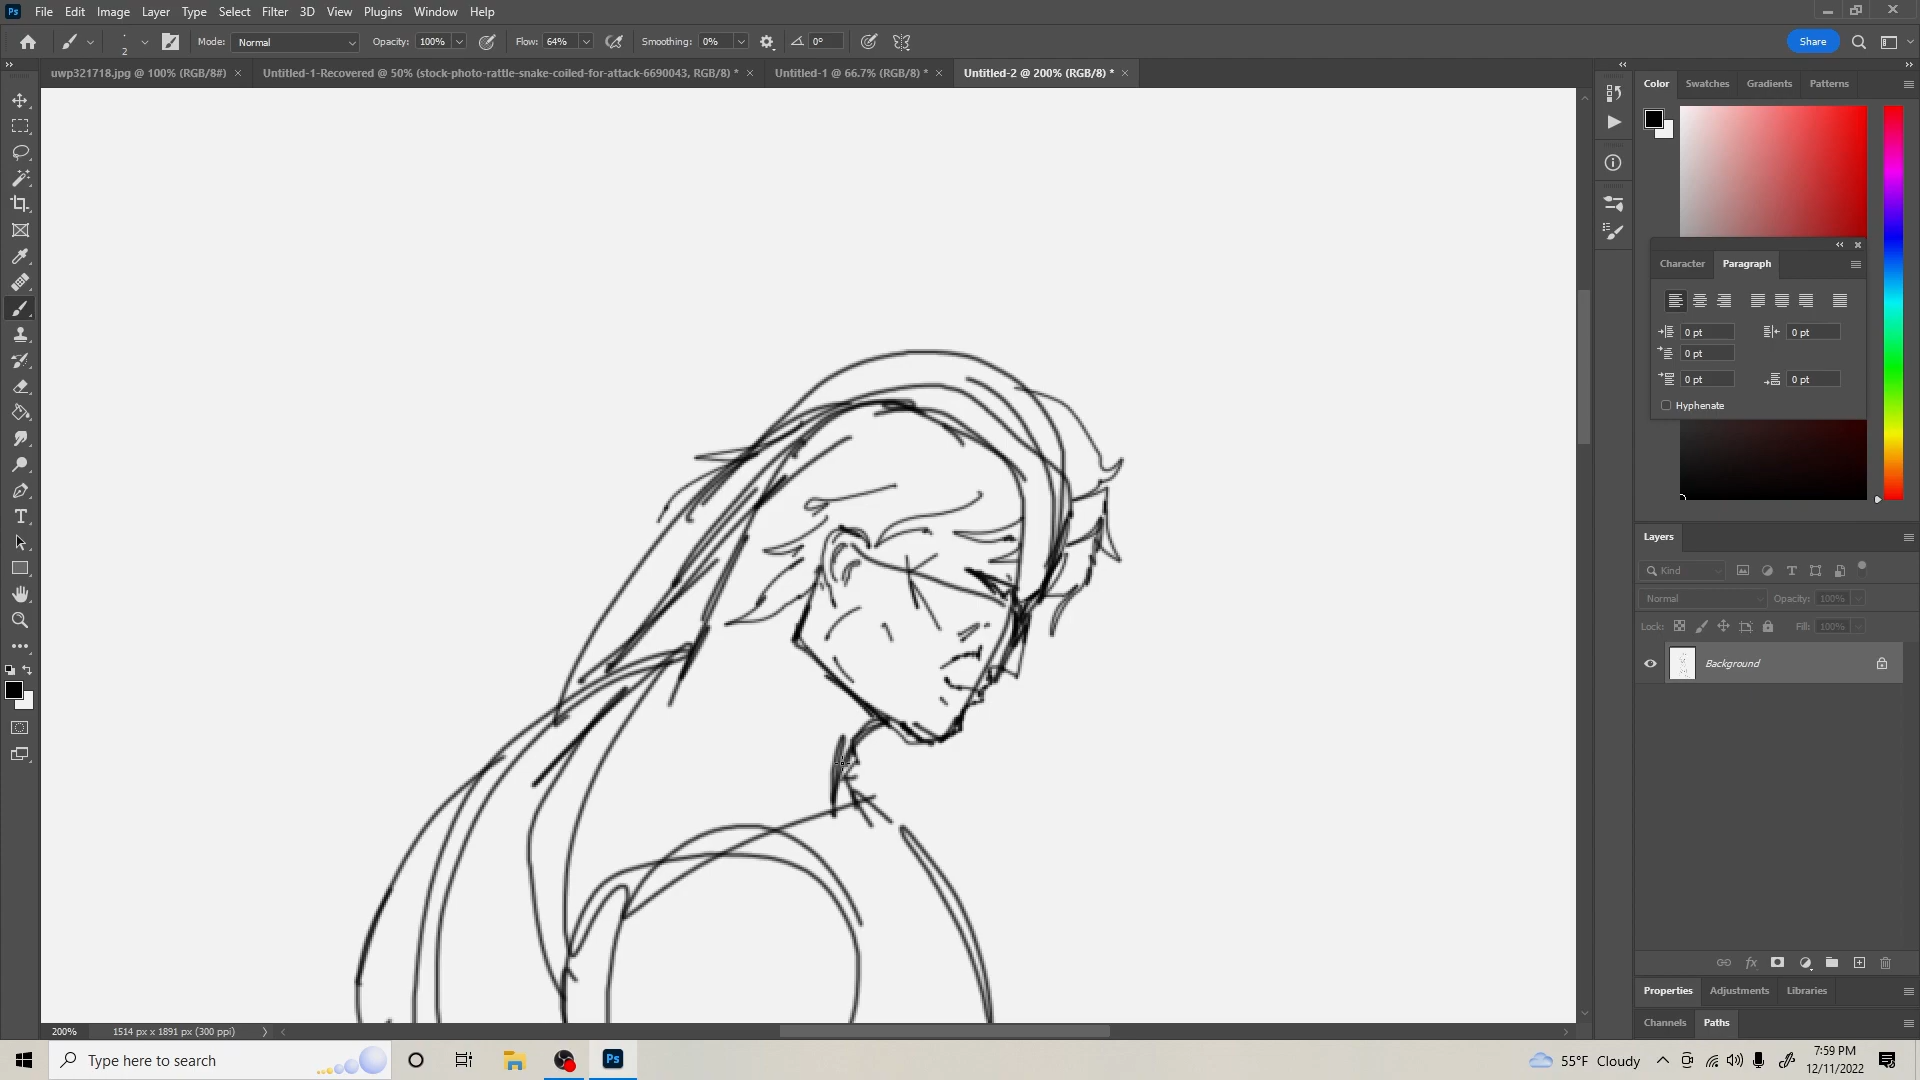 Ps File Edit Image Layer Type Select Filter 3D View Plugins Window Help
2 Mode: Normal Opacity: 100% Flow: 64% Smoothing: 0% 0° Share
uwp321718.jpg @ 100% (RGB/8#) Untitled-1-Recovered @ 50% (stock-photo-rattle-snake-coiled-for-attack-6690043, RGB/8) * Untitled-1 @ 66.7% (RGB/8) * Untitled-2 @ 200% (RGB/8) *
Color Swatches Gradients Patterns
Character Paragraph
0 pt 0 pt
0 pt
0 pt 0 pt
Hyphenate
Layers
Kind
Normal Opacity: 100%
Lock: Fill: 100%
Background
fx
Properties Adjustments Libraries
Channels Paths
200% 1514 px x 1891 px (300 ppi)
Type here to search Ps 55°F Cloudy 7:59 PM
12/11/2022